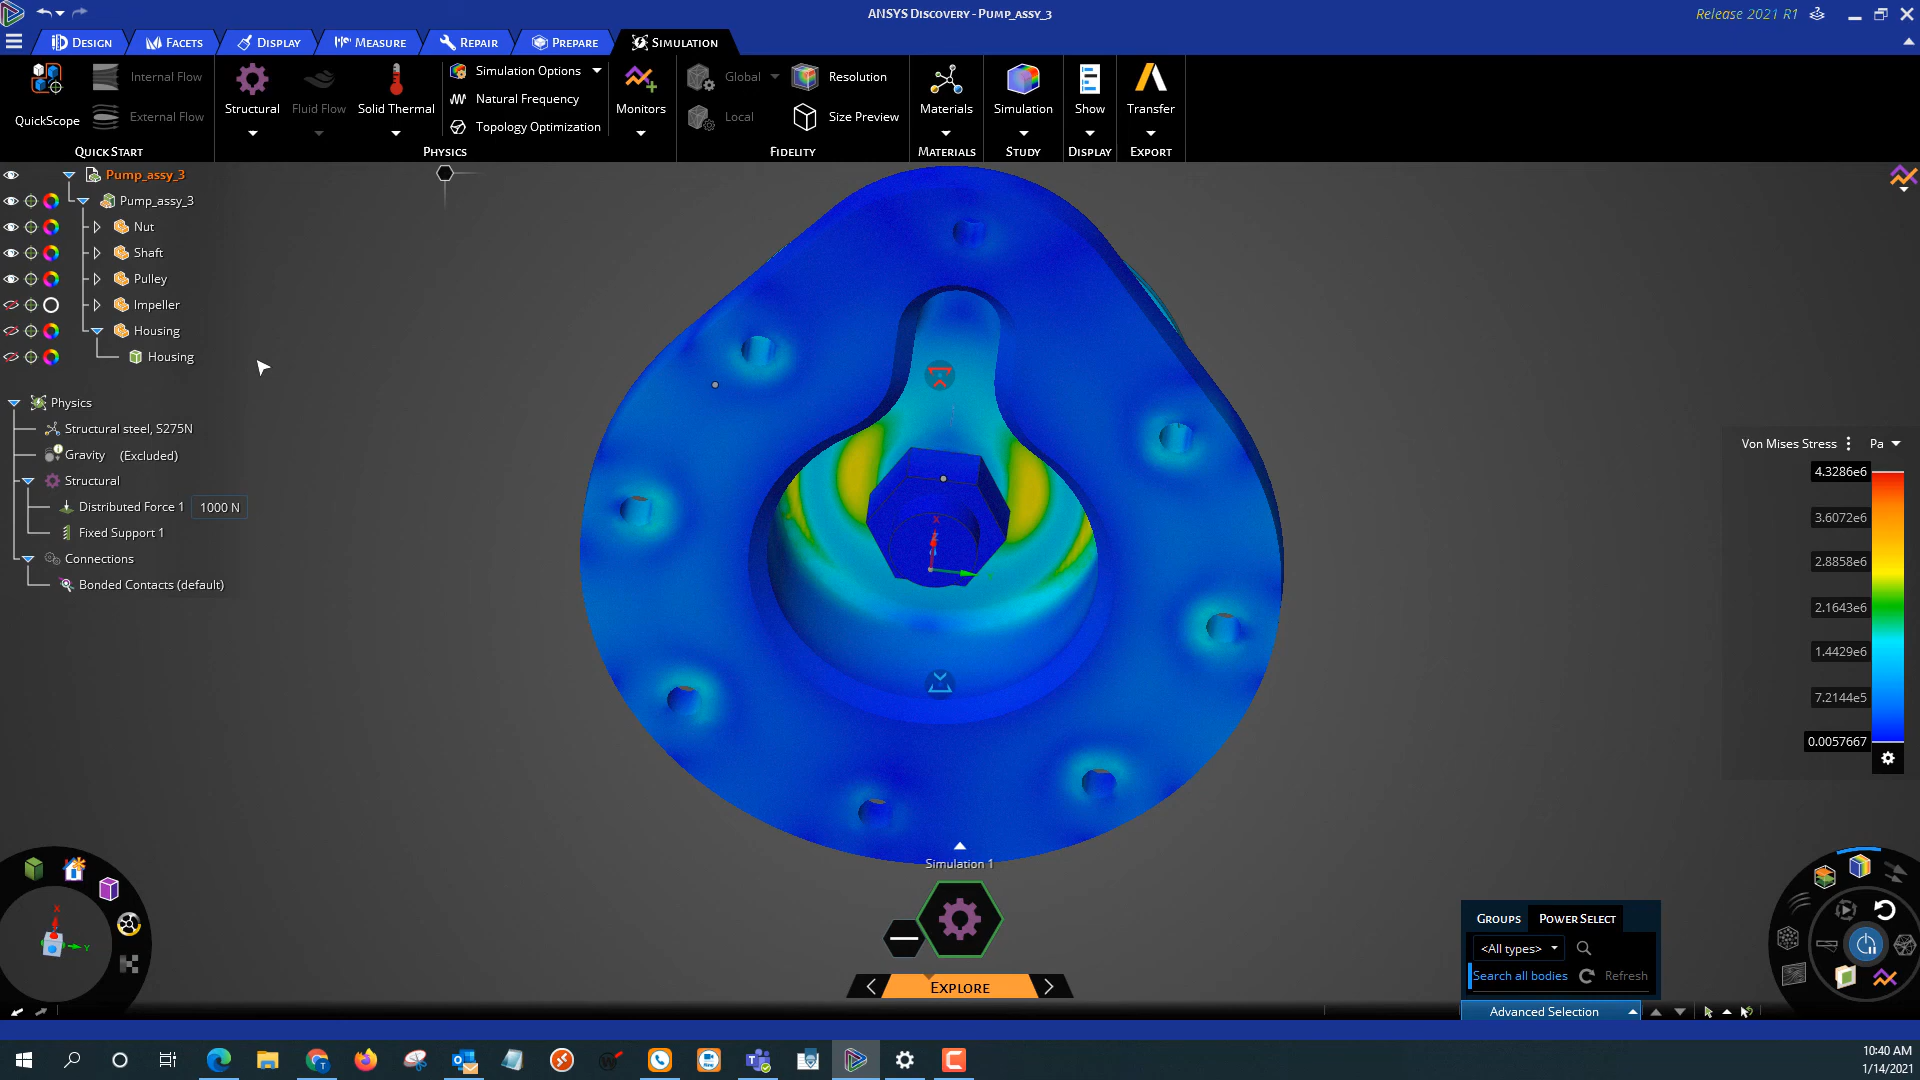 ANSYS Discovery - Pump_assy_3
Release 2021 R1
Design
Facets
Display
Measure
Repair
Prepare
Simulation
QuickScope
Internal Flow
External Flow
Structural
Fluid Flow
Solid Thermal
Simulation Options
Natural Frequency
Topology Optimization
Monitors
Global
Local
Resolution
Size Preview
Materials
Simulation
Show
Transfer
Quick Start
Physics
Fidelity
Materials
Study
Display
Export
Pump_assy_3
Pump_assy_3
Nut
Shaft
Pulley
Impeller
Housing
Housing
Physics
Structural steel, S275N
Gravity (Excluded)
Structural
Distributed Force 1 1000 N
Fixed Support 1
Connections
Bonded Contacts (default)
Von Mises Stress Pa
4.3286e6
3.6072e6
2.8858e6
2.1643e6
1.4429e6
7.2144e5
0.0057667
X
Z
X
Y
Simulation 1
Explore
Groups
Power Select
<All types>
Search all bodies
Refresh
Advanced Selection
10:40 AM
1/14/2021